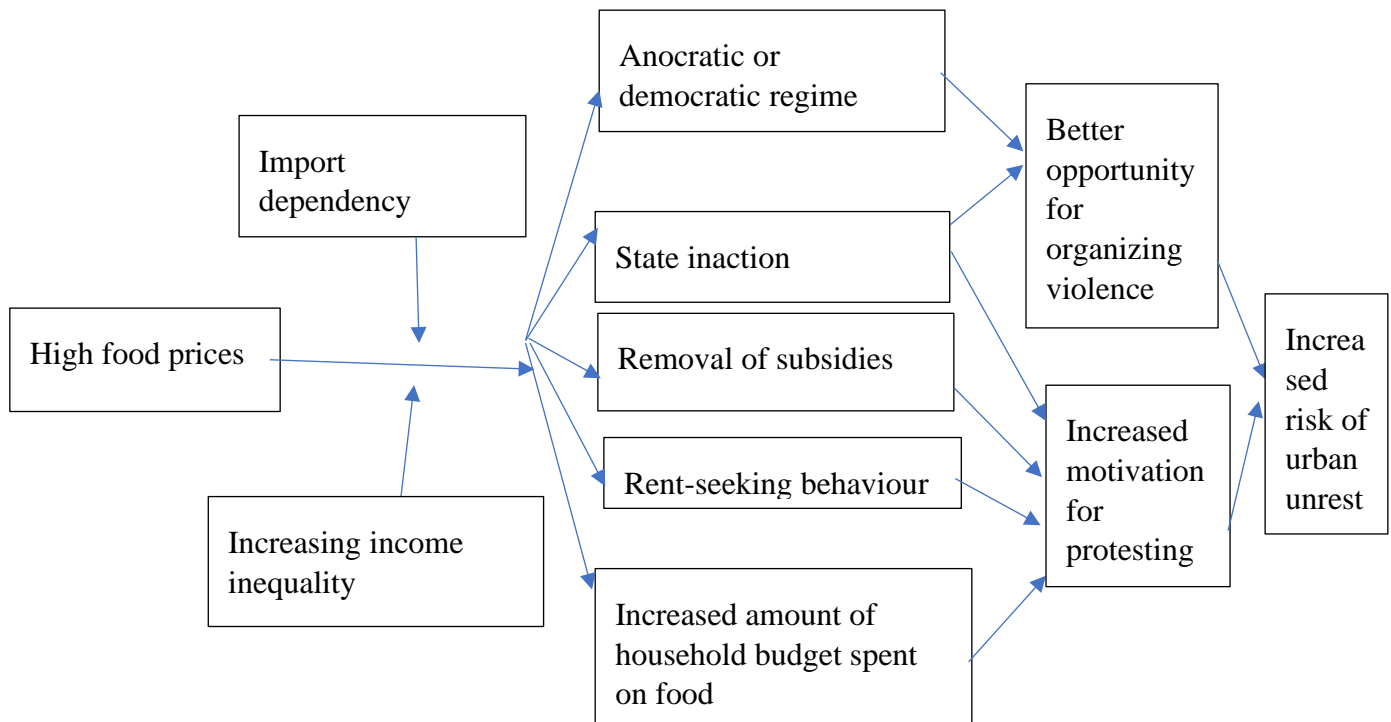 Anocratic or
democratic regime
Import
dependency
Better
opportunity
for
organizing
violence
State inaction
High food prices
Removal of subsidies
Increa
sed
risk of
urban
unrest
Increased
motivation
for
protesting
Rent-seeking behaviour
Increasing income
inequality
Increased amount of
household budget spent
on food